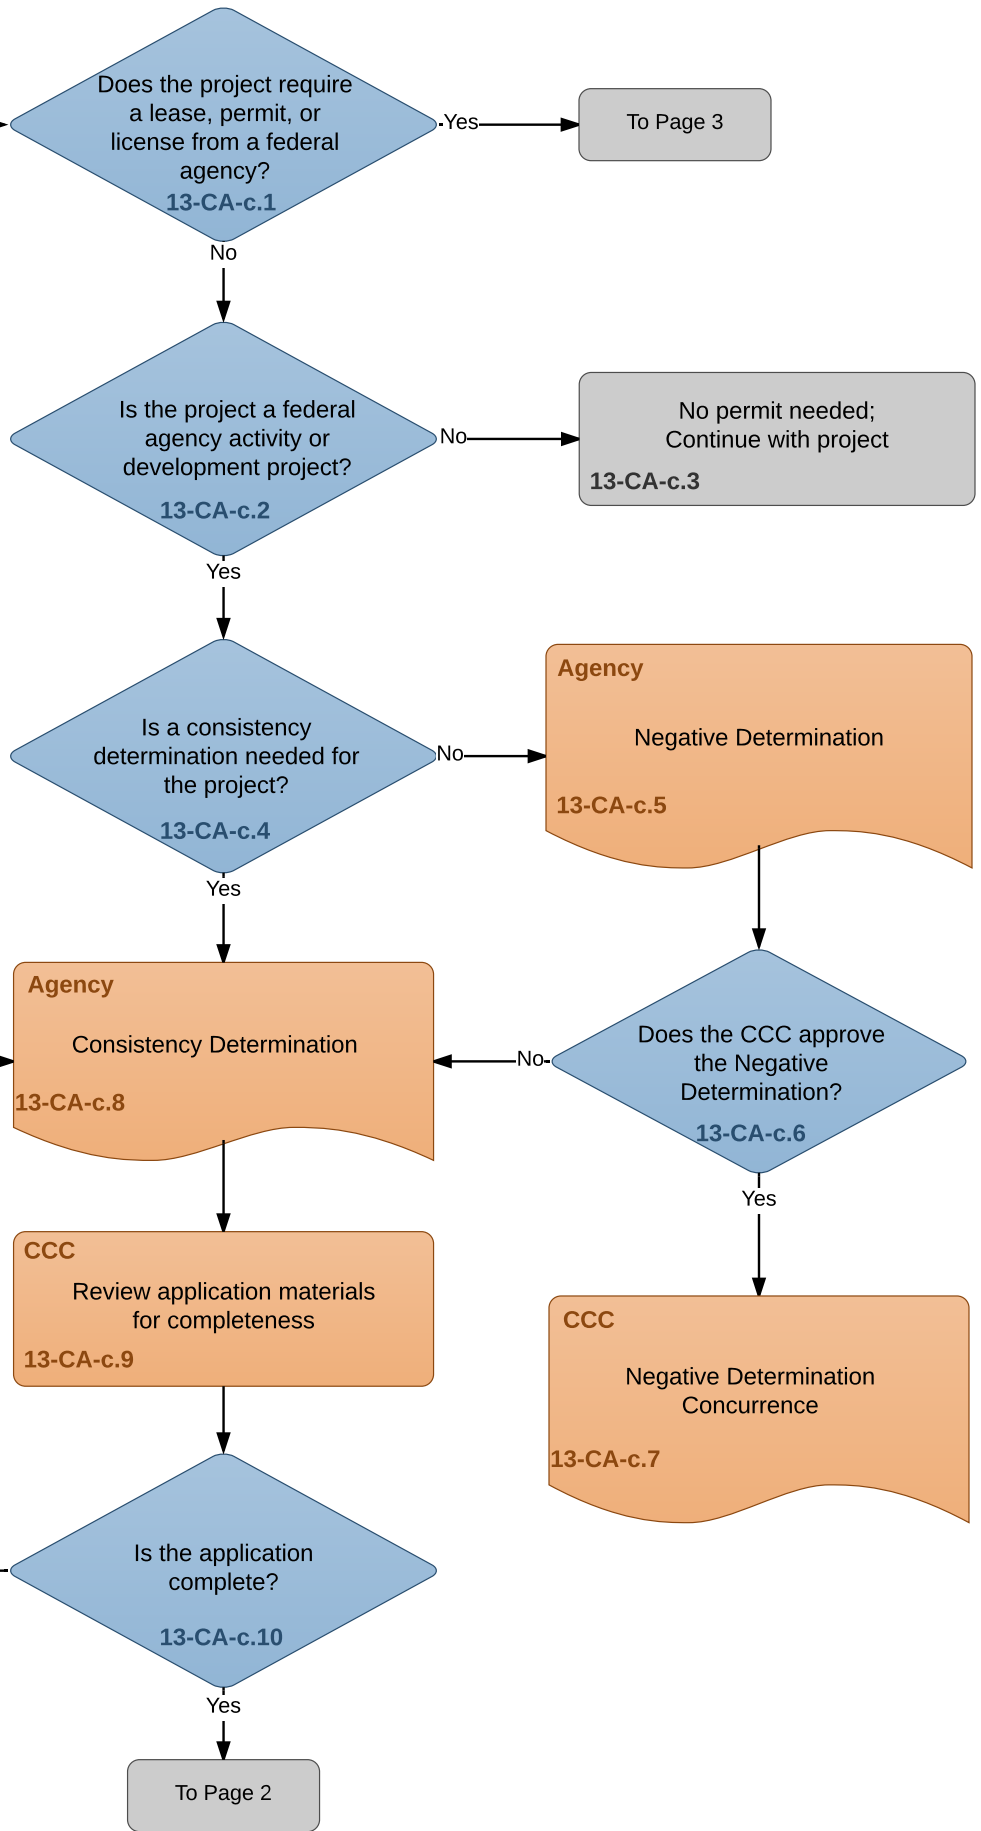 Does the project require
a lease, permit, or
license from a federal
agency?
13-CA-c.1
Yes
To Page 3
No
Is the project a federal
agency activity or
development project?
13-CA-c.2
No
No permit needed;
Continue with project
13-CA-c.3
Yes
Is a consistency
determination needed for
the project?
13-CA-c.4
No
Agency
Negative Determination
13-CA-c.5
Yes
Agency
Consistency Determination
13-CA-c.8
No
Does the CCC approve
the Negative
Determination?
13-CA-c.6
Yes
CCC
Review application materials
for completeness
13-CA-c.9
CCC
Negative Determination
Concurrence
13-CA-c.7
Is the application
complete?
13-CA-c.10
Yes
To Page 2